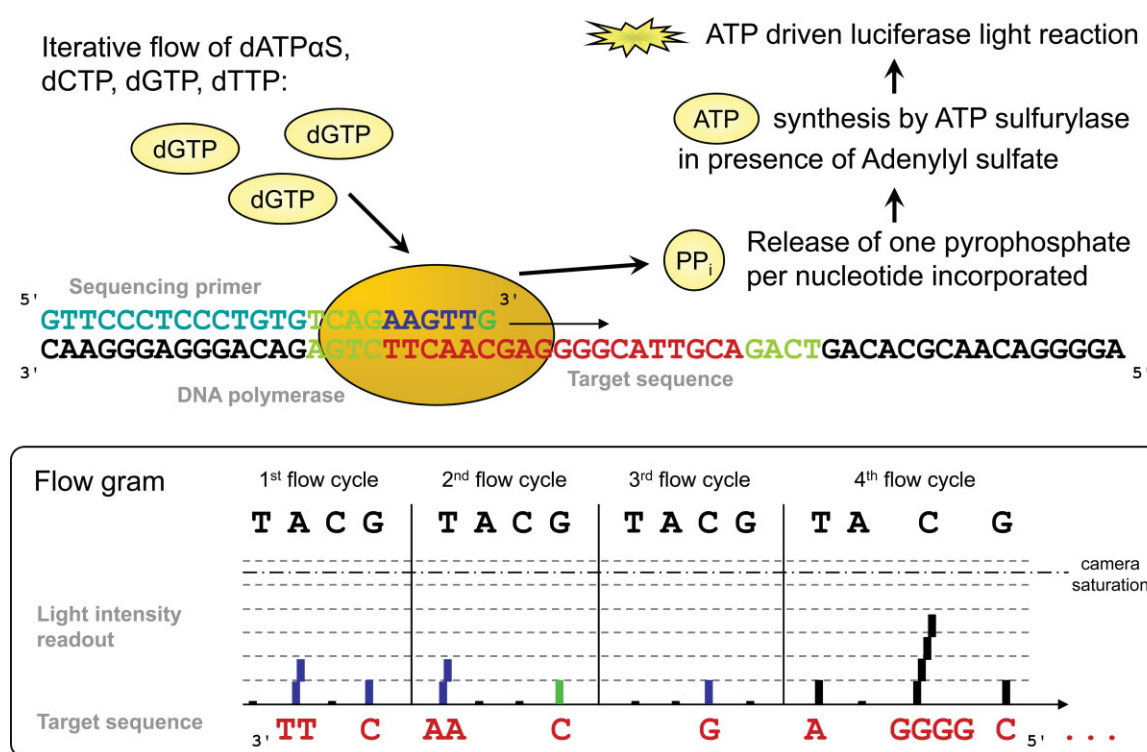 Iterative flow of dATPαS,
dCTP, dGTP, dTTP:
dGTP
dGTP
dGTP
ATP driven luciferase light reaction
ATP synthesis by ATP sulfurylase
in presence of Adenylyl sulfate
PPi Release of one pyrophosphate
per nucleotide incorporated
Sequencing primer
5' 3'
GTTCCCTCCCTGTGTCAGAAGTTG
CAAGGGAGGGACAGAGTCTTCAACGAGGGGCATTGCAGACTGACACGCAACAGGGGA
3' 5'
DNA polymerase
Target sequence
Flow gram
1st flow cycle 2nd flow cycle 3rd flow cycle 4th flow cycle
T A C G T A C G T A C G T A C G
camera
saturation
Light intensity
readout
Target sequence
3' TT C AA C G A GGGG C 5' . . .